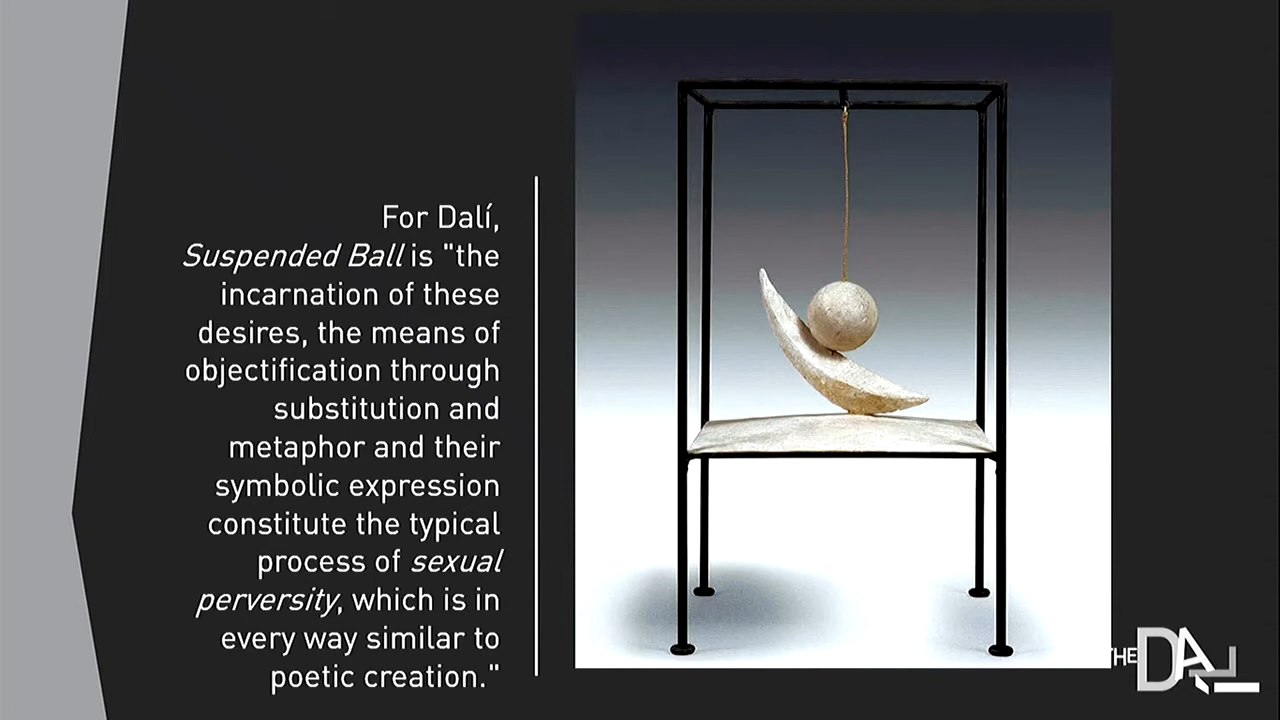 For Dalí,
Suspended Ball is "the
incarnation of these
desires, the means of
objectification through
substitution and
metaphor and their
symbolic expression
constitute the typical
process of sexual
perversity, which is in
every way similar to
poetic creation."
THE DALÍ